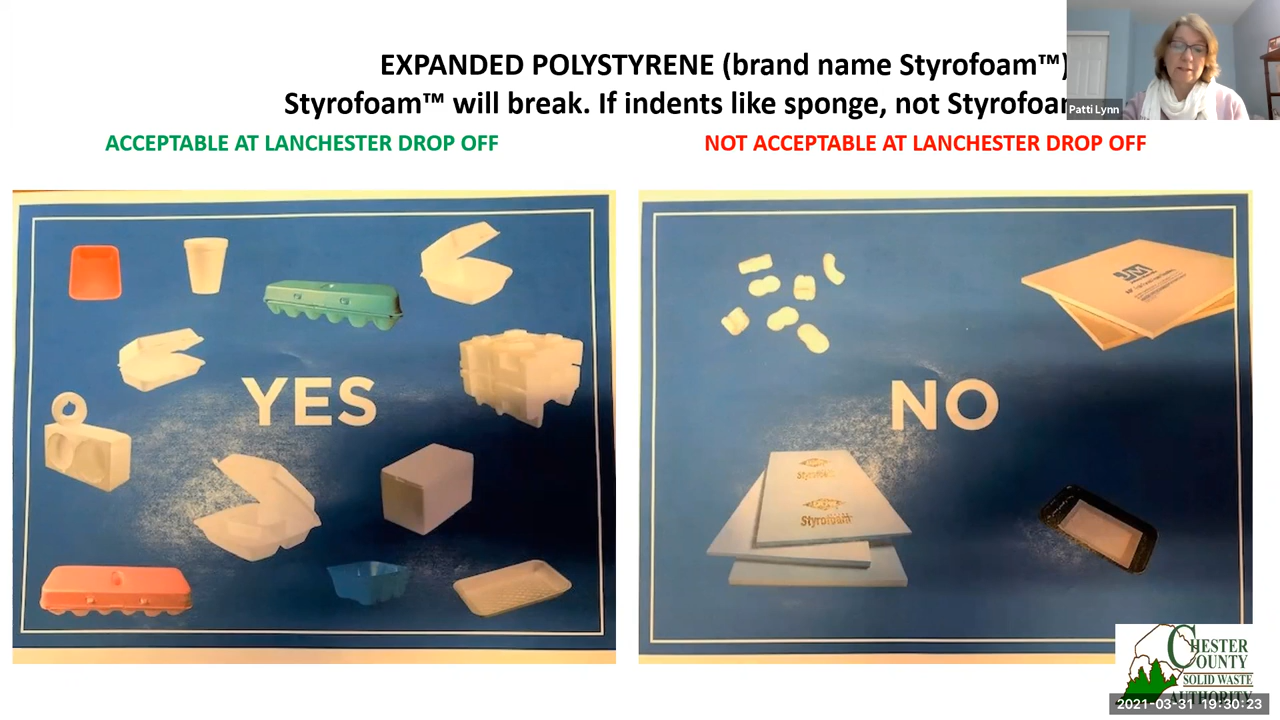 EXPANDED POLYSTYRENE (brand name Styrofoam™)
Styrofoam™ will break. If indents like sponge, not
Patti Lynn
ACCEPTABLE AT LANCHESTER DROP OFF
NOT ACCEPTABLE AT LANCHESTER DROP OFF
YES
NO
JM
Styrofoam
Styrofoam
CHESTER
COUNTY
SOLID WASTE
AUTHORITY
2021-03-31 19:30:23